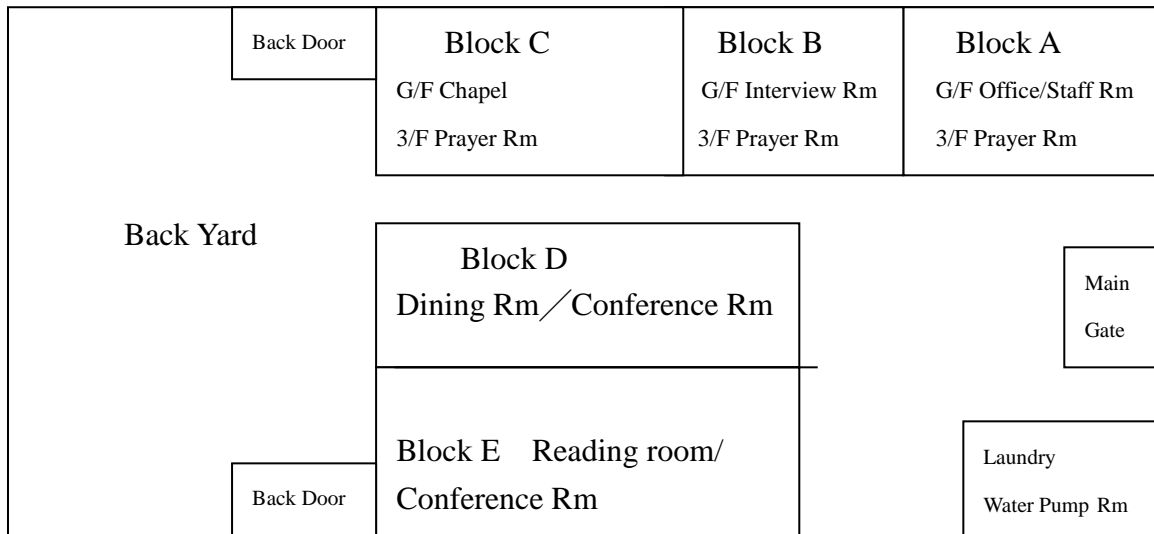 Back Door
Block C
G/F Chapel
3/F Prayer Rm
Block B
G/F Interview Rm
3/F Prayer Rm
Block A
G/F Office/Staff Rm
3/F Prayer Rm
Back Yard
Block D
Dining Rm／Conference Rm
Main
Gate
Block E Reading room/
Conference Rm
Back Door
Laundry
Water Pump Rm